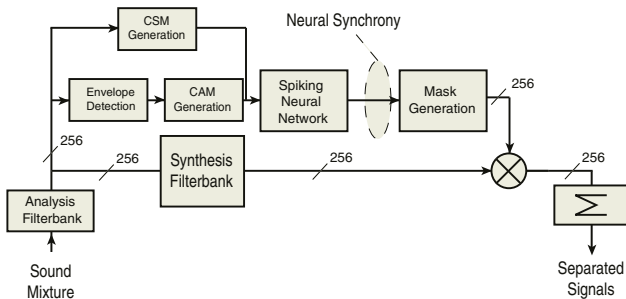 CSM
Generation
Neural Synchrony
Envelope
Detection
CAM
Generation
Spiking
Neural
Network
Mask
Generation
256
256
256
Synthesis
Filterbank
256
256
Analysis
Filterbank
Σ
Sound
Mixture
Separated
Signals